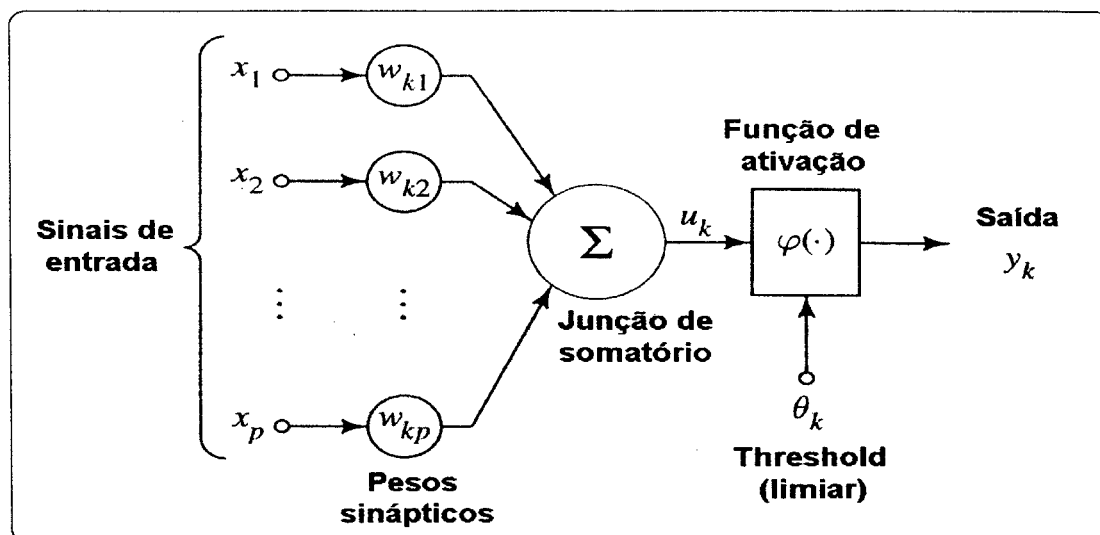 x1
wk1
x2
wk2
Sinais de
entrada
⋮
⋮
xp
wkp
Pesos
sinápticos
Σ
Junção de
somatório
uk
Função de
ativação
φ(·)
Saída
yk
θk
Threshold
(limiar)